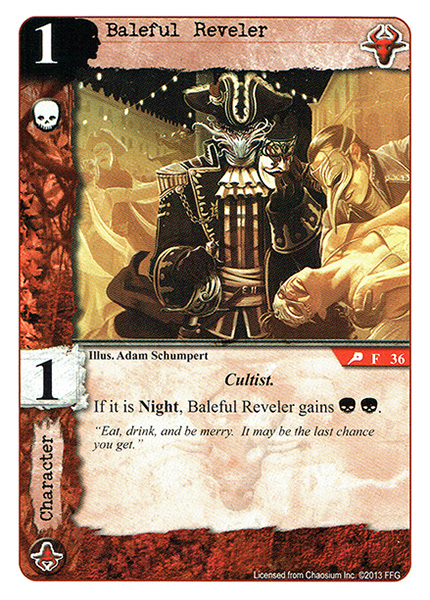 1
Baleful Reveler
Illus. Adam Schumpert
F 36
1
Cultist.
If it is Night, Baleful Reveler gains .
“Eat, drink, and be merry. It may be the last chance
you get.”
Character
Licensed from Chaosium Inc. ©2013 FFG